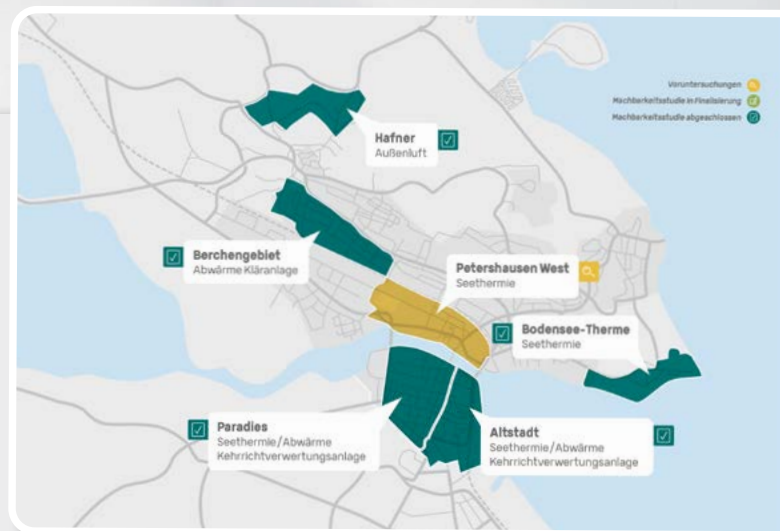 Voruntersuchungen
Machbarkeitsstudie in Finalisierung
Machbarkeitsstudie abgeschlossen
Hafner
Außenluft
Berchengebiet
Abwärme Kläranlage
Petershausen West
Seethermie
Bodensee-Therme
Seethermie
Paradies
Seethermie/Abwärme
Kehrrichtverwertungsanlage
Altstadt
Seethermie/Abwärme
Kehrrichtverwertungsanlage